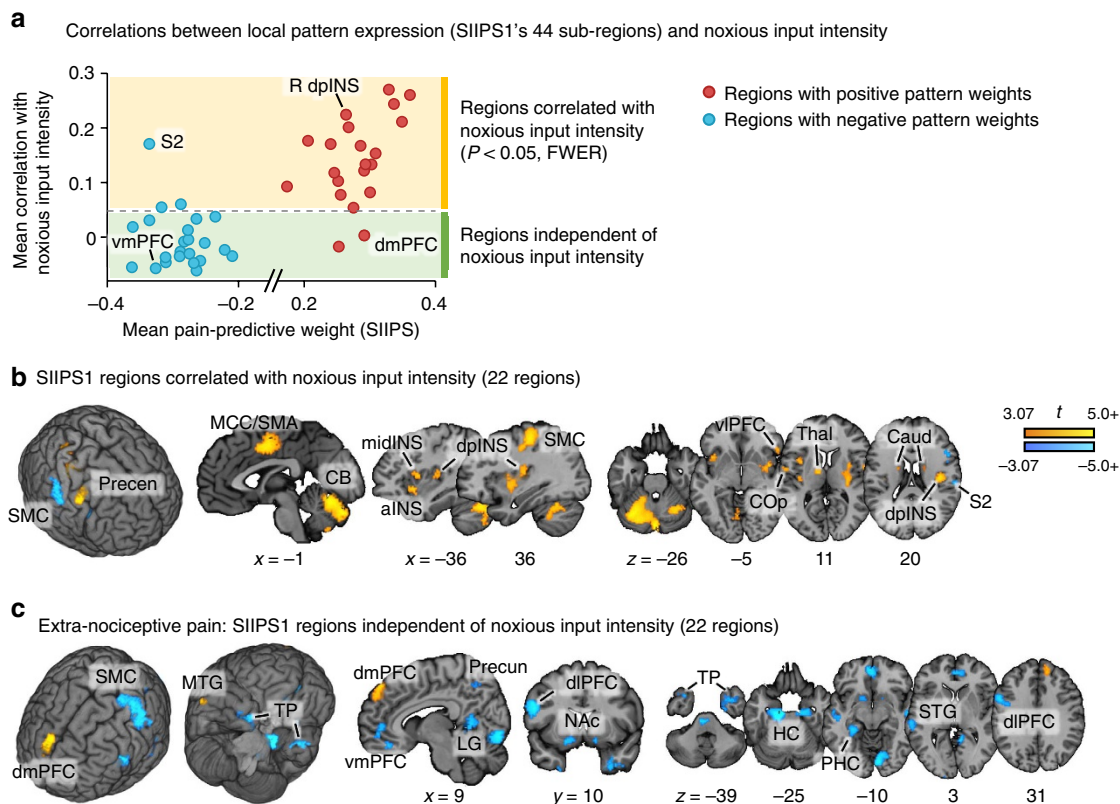 a
Correlations between local pattern expression (SIIPS1's 44 sub-regions) and noxious input intensity
Mean correlation with
noxious input intensity
0.3
0.2
0.1
0
R dpINS
S2
vmPFC
dmPFC
–0.4
–0.2
0.2
0.4
Mean pain-predictive weight (SIIPS)
Regions correlated with
noxious input intensity
(P < 0.05, FWER)
Regions independent of
noxious input intensity
Regions with positive pattern weights
Regions with negative pattern weights
b
SIIPS1 regions correlated with noxious input intensity (22 regions)
Precen
SMC
MCC/SMA
CB
midINS
dpINS
SMC
aINS
vlPFC
Thal
Caud
COp
dpINS
S2
3.07
t
5.0+
–3.07
–5.0+
x = –1
x = –36
36
z = –26
–5
11
20
c
Extra-nociceptive pain: SIIPS1 regions independent of noxious input intensity (22 regions)
SMC
dmPFC
MTG
TP
dmPFC
Precun
LG
vmPFC
dlPFC
NAc
TP
HC
PHC
STG
dlPFC
x = 9
y = 10
z = –39
–25
–10
3
31